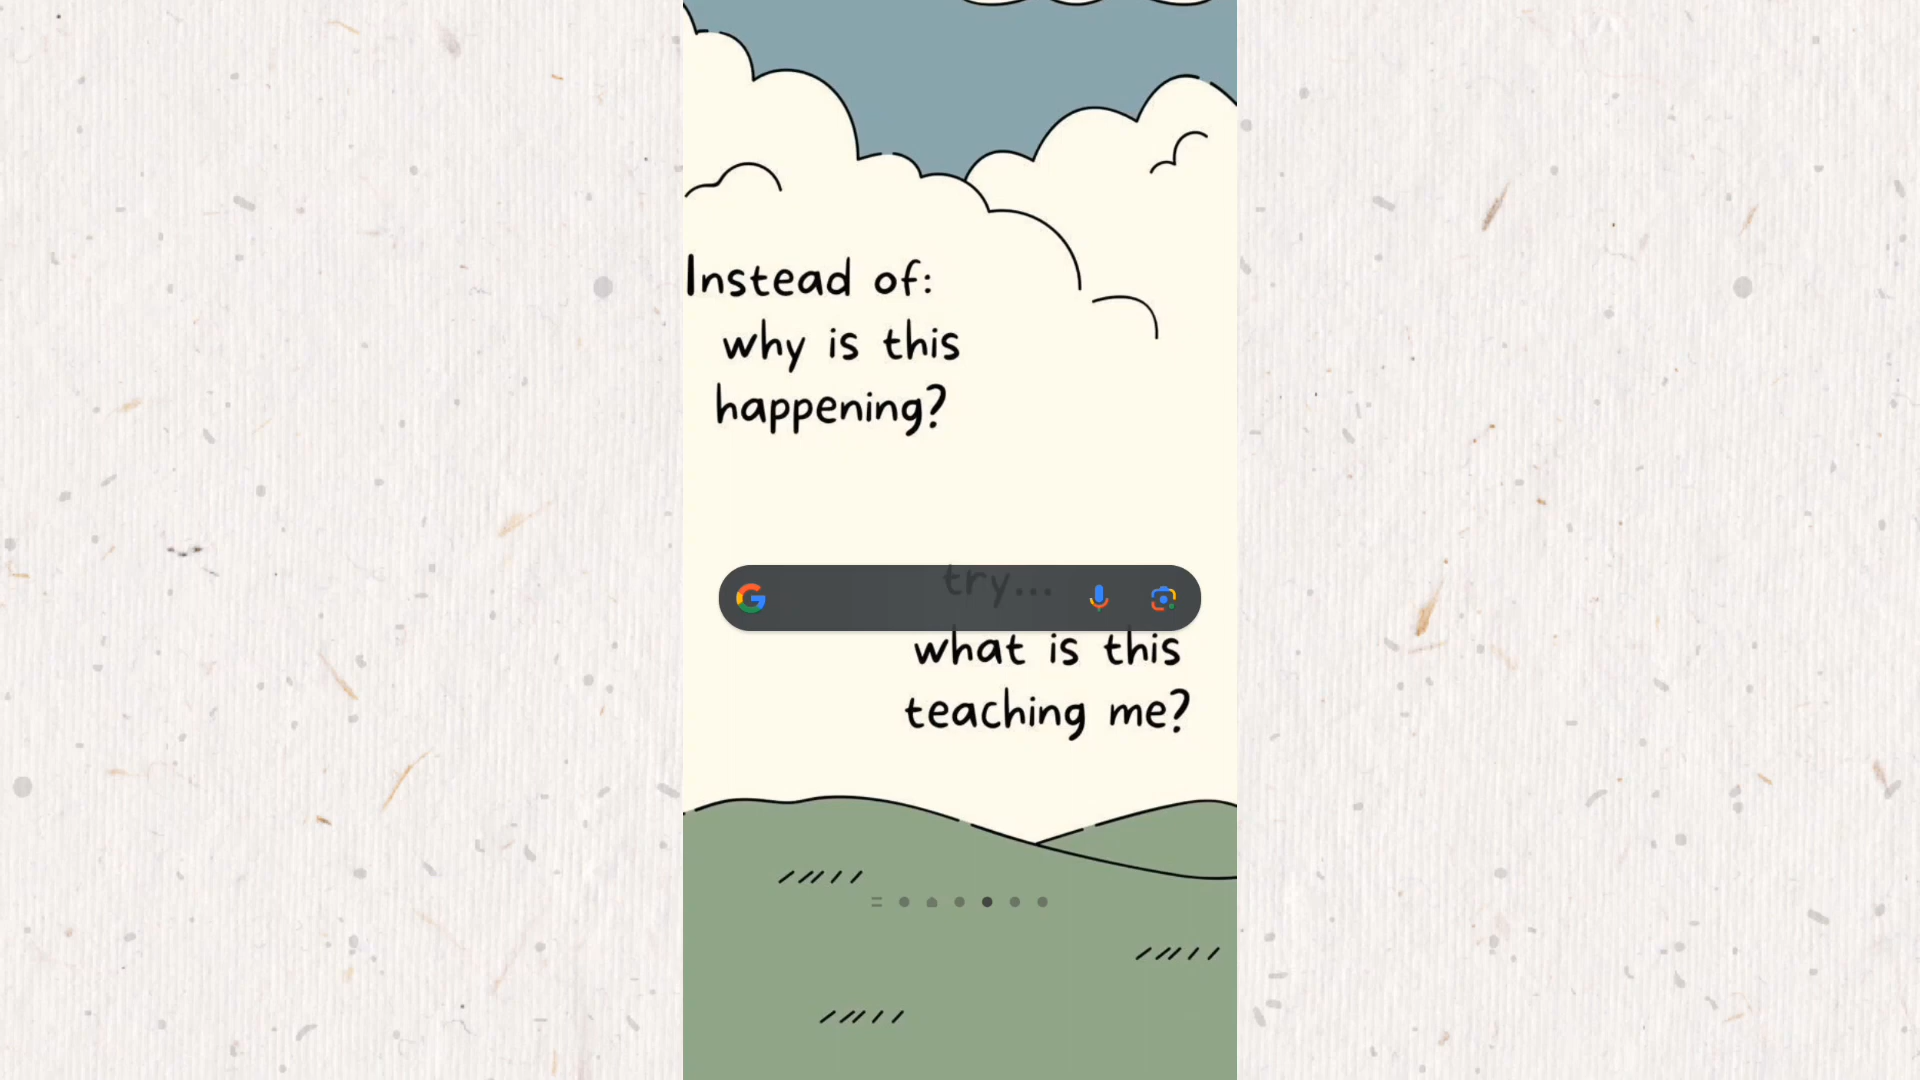 Instead of:
why is this
happening?
try...
what is this
teaching me?